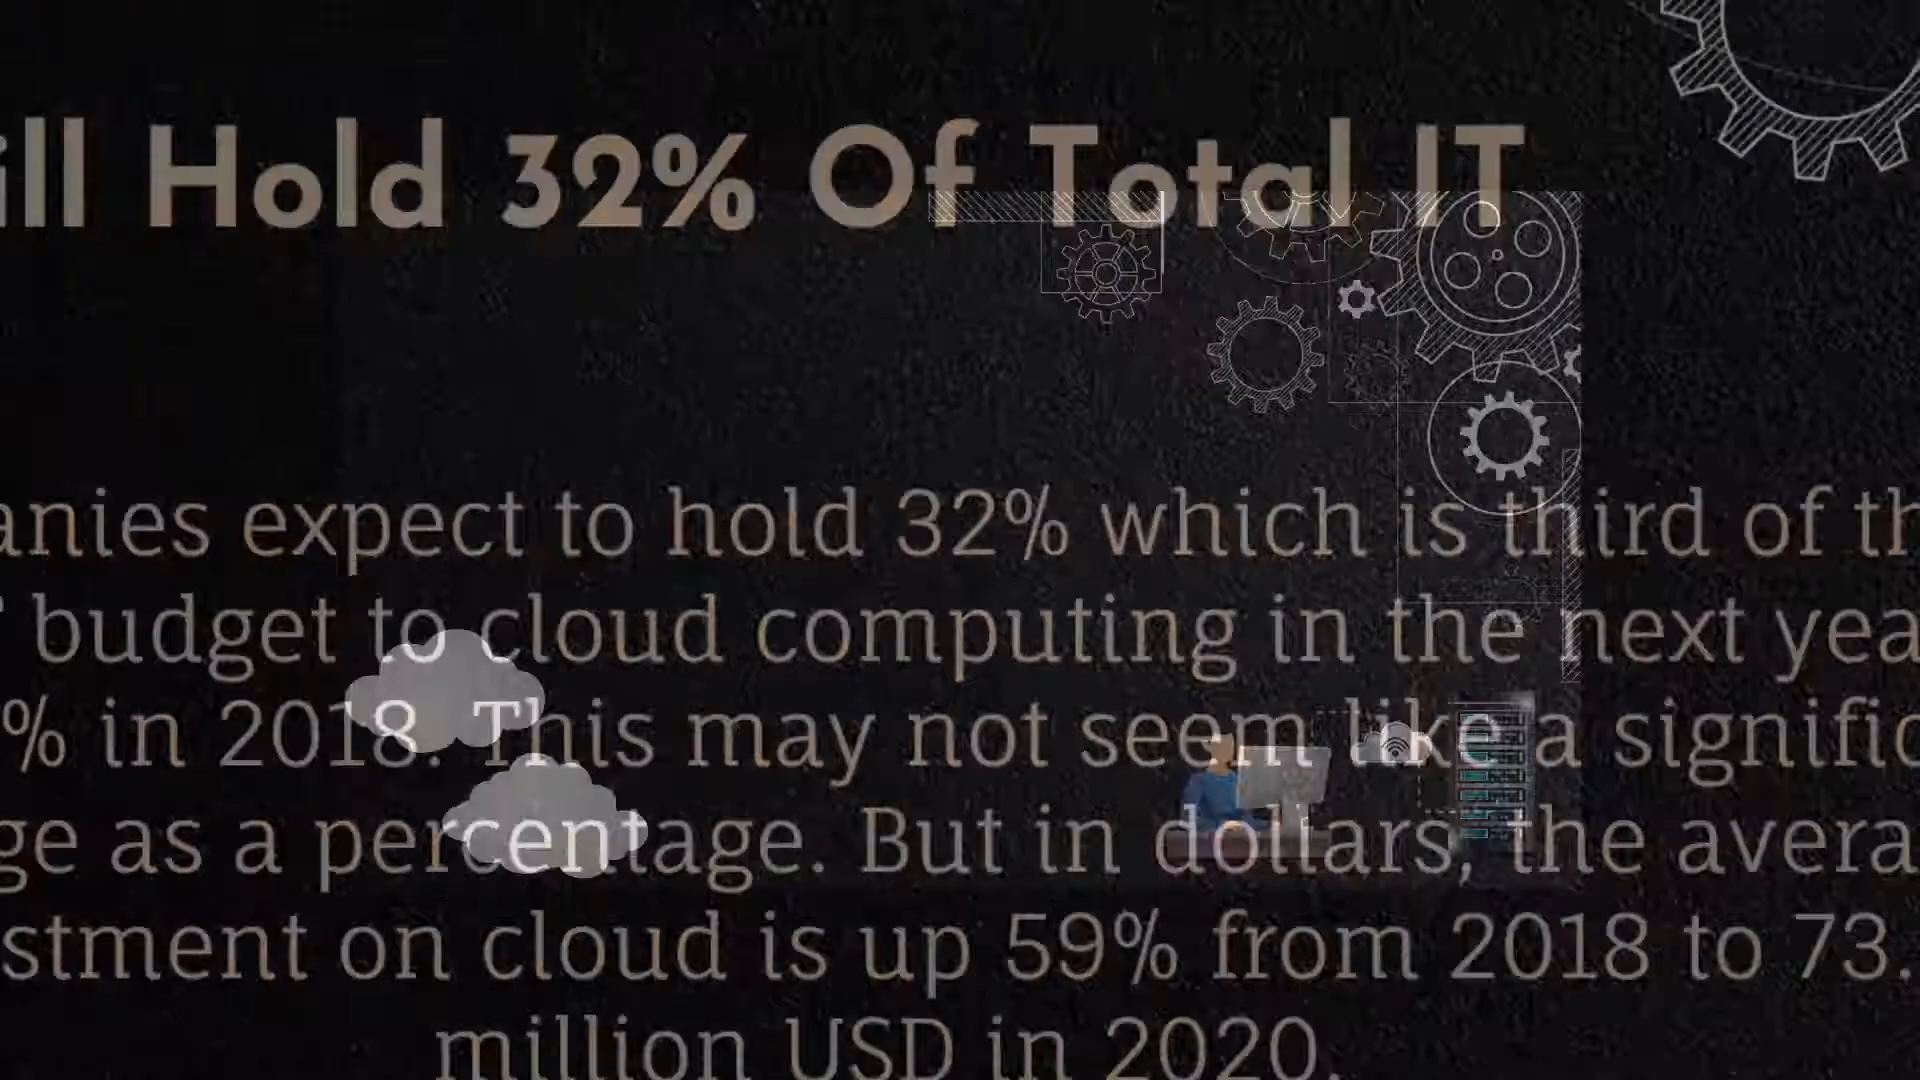 ill Hold 32% Of Total IT
anies expect to hold 32% which is third of th
budget to cloud computing in the next yea
% in 2018. This may not seem like a signific
ge as a percentage. But in dollars, the avera
stment on cloud is up 59% from 2018 to 73.
million USD in 2020.